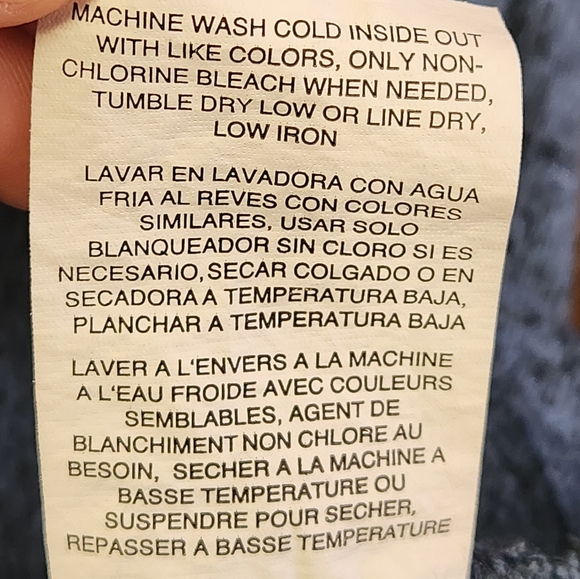 MACHINE WASH COLD INSIDE OUT
WITH LIKE COLORS, ONLY NON-
CHLORINE BLEACH WHEN NEEDED,
TUMBLE DRY LOW OR LINE DRY,
LOW IRON
LAVAR EN LAVADORA CON AGUA
FRIA AL REVES CON COLORES
SIMILARES, USAR SOLO
BLANQUEADOR SIN CLORO SI ES
NECESARIO, SECAR COLGADO O EN
SECADORA A TEMPERATURA BAJA,
PLANCHAR A TEMPERATURA BAJA
LAVER A L'ENVERS A LA MACHINE
A L'EAU FROIDE AVEC COULEURS
SEMBLABLES, AGENT DE
BLANCHIMENT NON CHLORE AU
BESOIN, SECHER A LA MACHINE A
BASSE TEMPERATURE OU
SUSPENDRE POUR SECHER,
REPASSER A BASSE TEMPERATURE